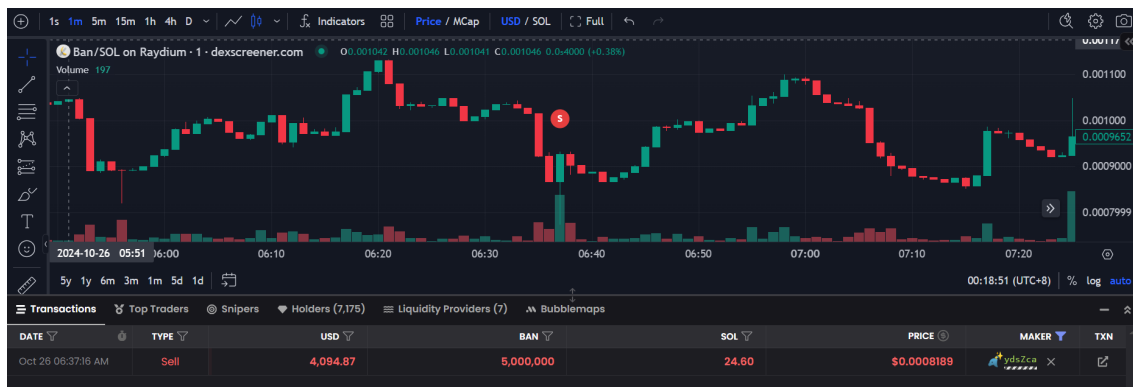 1s 1m 5m 15m 1h 4h D Indicators Price / MCap USD / SOL Full
Ban/SOL on Raydium · 1 · dexscreener.com O0.001042 H0.001046 L0.001041 C0.001046 0.0₅4000 (+0.38%)
Volume 197
0.00117
0.001100
0.001000
0.0009652
0.0009000
0.0007999
S
2024-10-26 05:51 06:00 06:10 06:20 06:30 06:40 06:50 07:00 07:10 07:20
5y 1y 6m 3m 1m 5d 1d 00:18:51 (UTC+8) % log auto
Transactions Top Traders Snipers Holders (7,175) Liquidity Providers (7) Bubblemaps
DATE TYPE USD BAN SOL PRICE MAKER TXN
Oct 26 06:37:16 AM Sell 4,094.87 5,000,000 24.60 $0.0008189 ydsZca